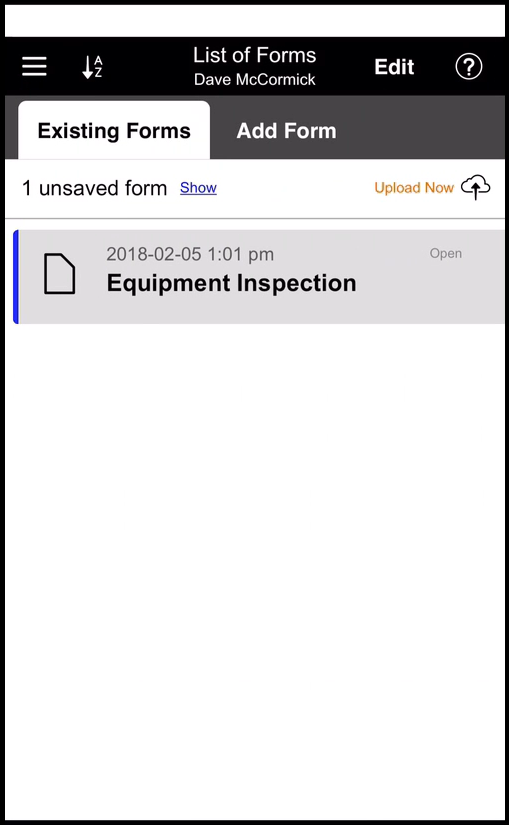 List of Forms
Dave McCormick
Edit
?
A
Z
Existing Forms
Add Form
1 unsaved form Show
Upload Now
2018-02-05 1:01 pm
Open
Equipment Inspection